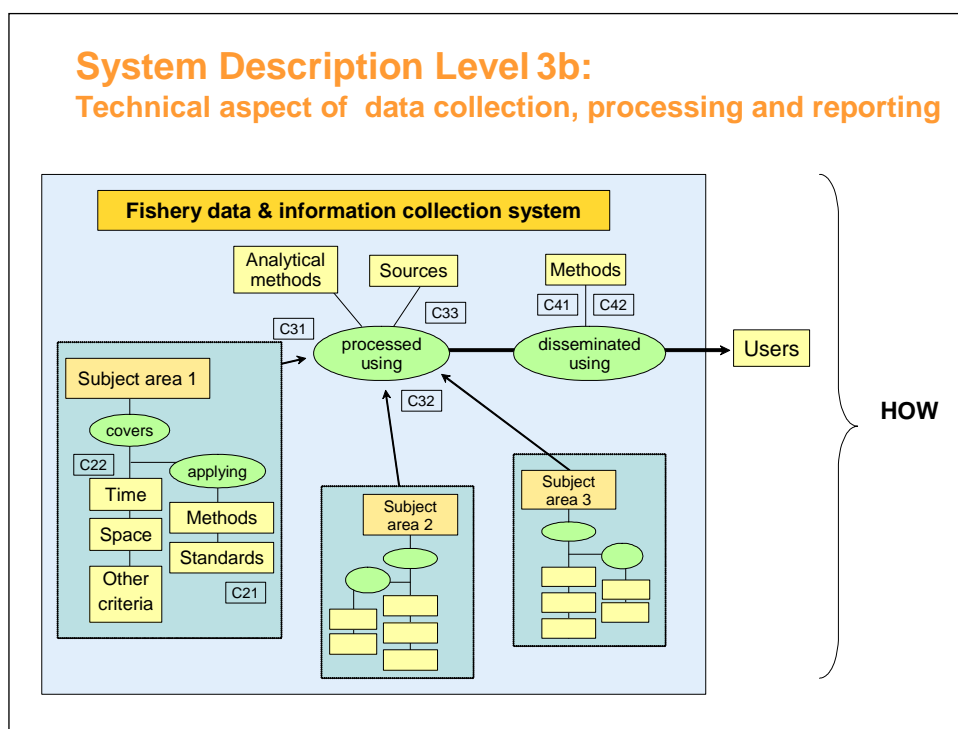 System Description Level 3b:
Technical aspect of data collection, processing and reporting
Fishery data & information collection system
Analytical
methods
Sources
Methods
C31
C33
C41
C42
processed
using
disseminated
using
Users
Subject area 1
C32
HOW
covers
C22
applying
Time
Methods
Space
Standards
Other
criteria
C21
Subject
area 2
Subject
area 3